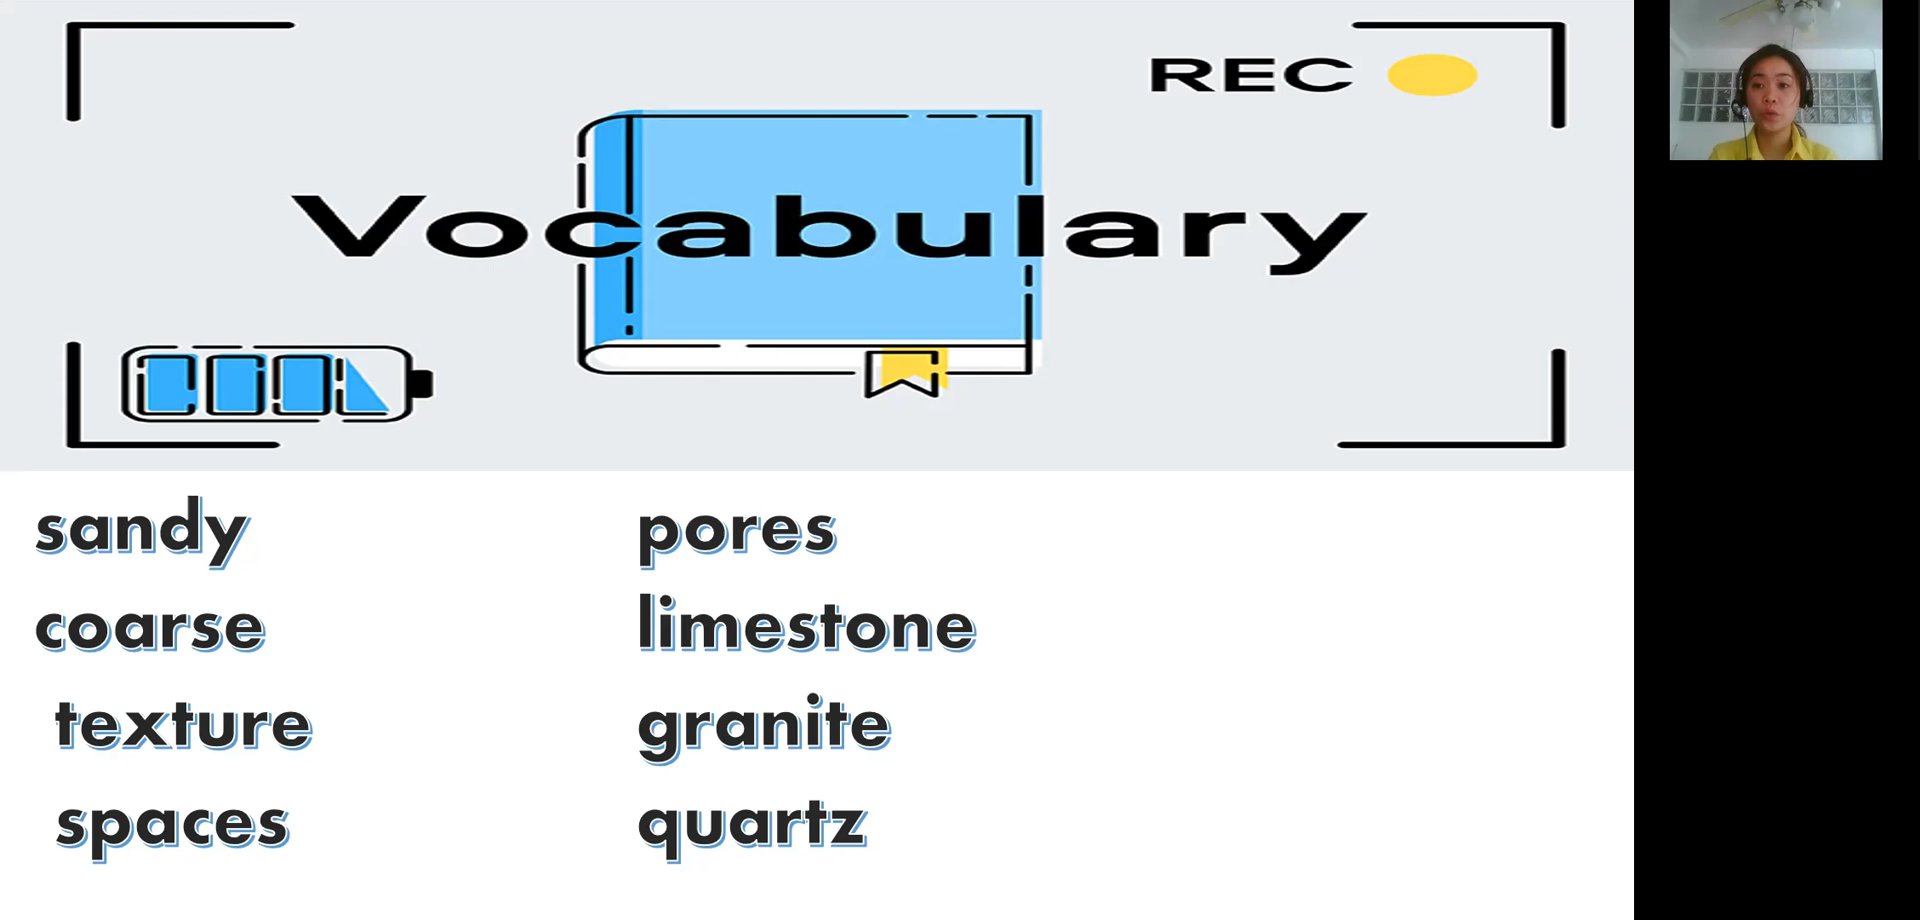 REC
Vocabulary
sandy
coarse
texture
spaces
pores
limestone
granite
quartz